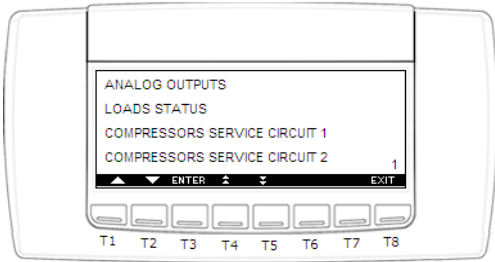 ANALOG OUTPUTS
LOADS STATUS
COMPRESSORS SERVICE CIRCUIT 1
COMPRESSORS SERVICE CIRCUIT 2
1
ENTER EXIT
T1 T2 T3 T4 T5 T6 T7 T8